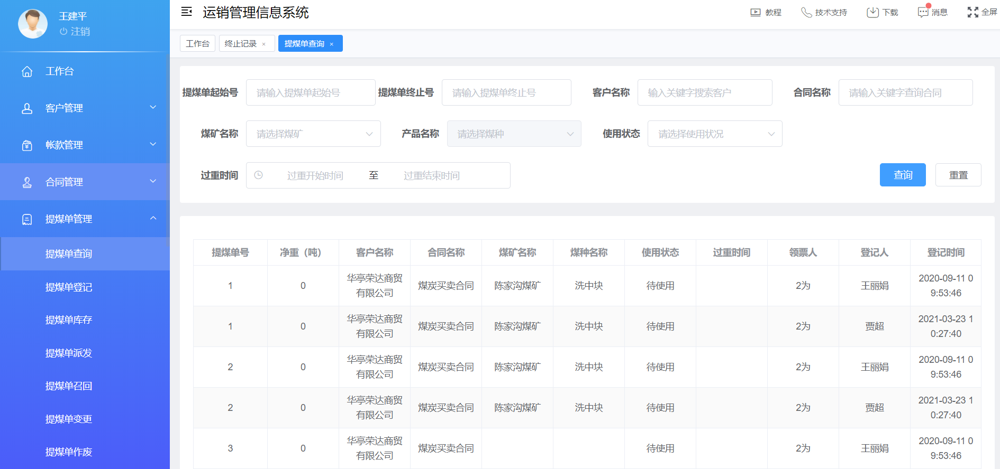 王建平
注销
工作台
客户管理
帐款管理
合同管理
提煤单管理
提煤单查询
提煤单登记
提煤单库存
提煤单派发
提煤单召回
提煤单变更
提煤单作废
运销管理信息系统
教程 技术支持 下载 消息 全屏
工作台 终止记录 × 提煤单查询 ×
提煤单起始号 请输入提煤单起始号 提煤单终止号 请输入提煤单终止号 客户名称 输入关键字搜索客户 合同名称 请输入关键字查询合同
煤矿名称 请选择煤矿 产品名称 请选择煤种 使用状态 请选择使用状况
过重时间 过重开始时间 至 过重结束时间 查询 重置
提煤单号 净重（吨） 客户名称 合同名称 煤矿名称 煤种名称 使用状态 过重时间 领票人 登记人 登记时间
1 0 华亭荣达商贸有限公司 煤炭买卖合同 陈家沟煤矿 洗中块 待使用 2为 王丽娟 2020-09-11 09:53:46
1 0 华亭荣达商贸有限公司 煤炭买卖合同 陈家沟煤矿 洗中块 待使用 2为 贾超 2021-03-23 10:27:40
2 0 华亭荣达商贸有限公司 煤炭买卖合同 陈家沟煤矿 洗中块 待使用 2为 王丽娟 2020-09-11 09:53:46
2 0 华亭荣达商贸有限公司 煤炭买卖合同 陈家沟煤矿 洗中块 待使用 2为 贾超 2021-03-23 10:27:40
3 0 华亭荣达商贸有限公司 煤炭买卖合同 待使用 2为 王丽娟 2020-09-11 09:53:46